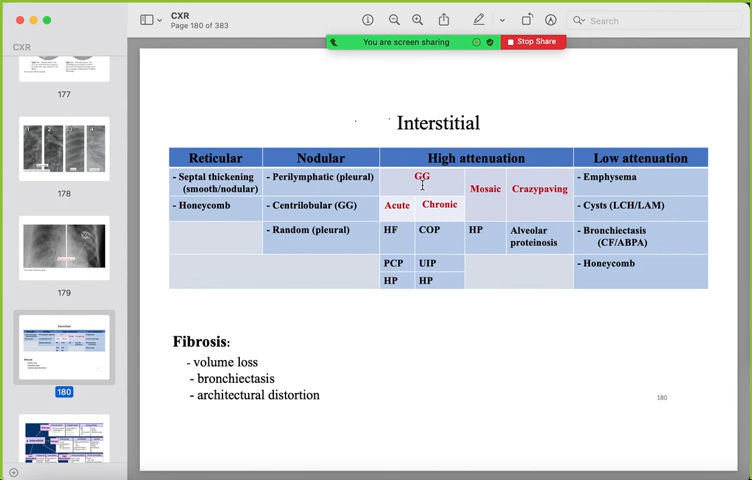 CXR
Page 180 of 383
Search
You are screen sharing
Stop Share
CXR
177
178
179
180
Interstitial
Reticular Nodular High attenuation Low attenuation
- Septal thickening (smooth/nodular)
- Perilymphatic (pleural)
GG
Mosaic
Crazypaving
- Emphysema
- Honeycomb
- Centrilobular (GG)
Acute
Chronic
- Cysts (LCH/LAM)
- Random (pleural)
HF
COP
HP
Alveolar
proteinosis
- Bronchiectasis
(CF/ABPA)
PCP
UIP
- Honeycomb
HP
HP
Fibrosis:
- volume loss
- bronchiectasis
- architectural distortion
180